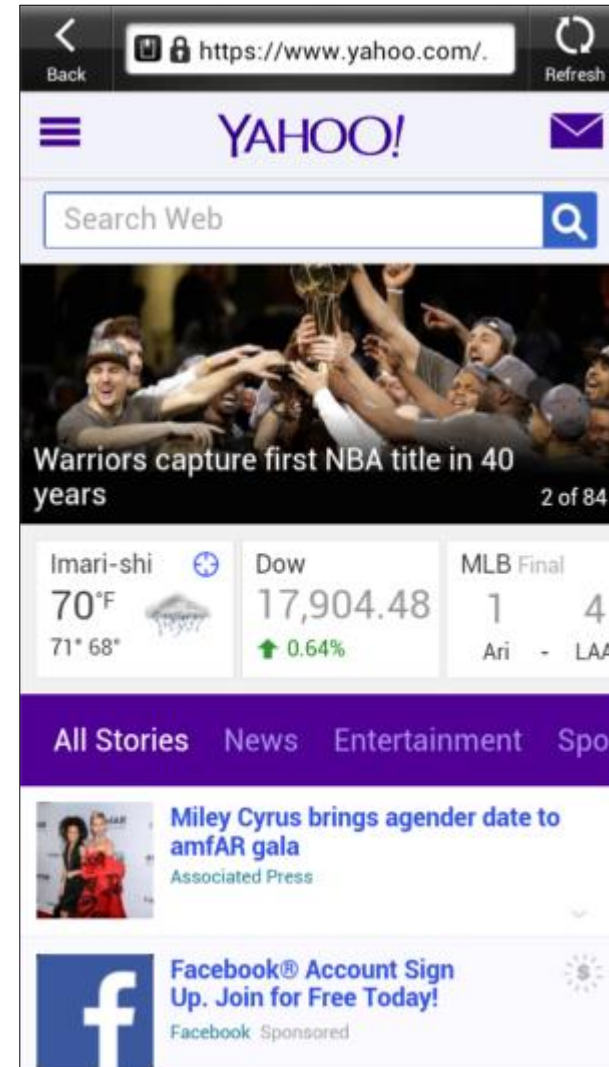 Back
https://www.yahoo.com/.
Refresh
YAHOO!
Search Web
Warriors capture first NBA title in 40
years
2 of 84
Imari-shi
70°F
71° 68°
Dow
17,904.48
0.64%
MLB Final
1 4
Ari - LAA
All Stories News Entertainment Spo
Miley Cyrus brings agender date to
amfAR gala
Associated Press
Facebook® Account Sign
Up. Join for Free Today!
Facebook Sponsored